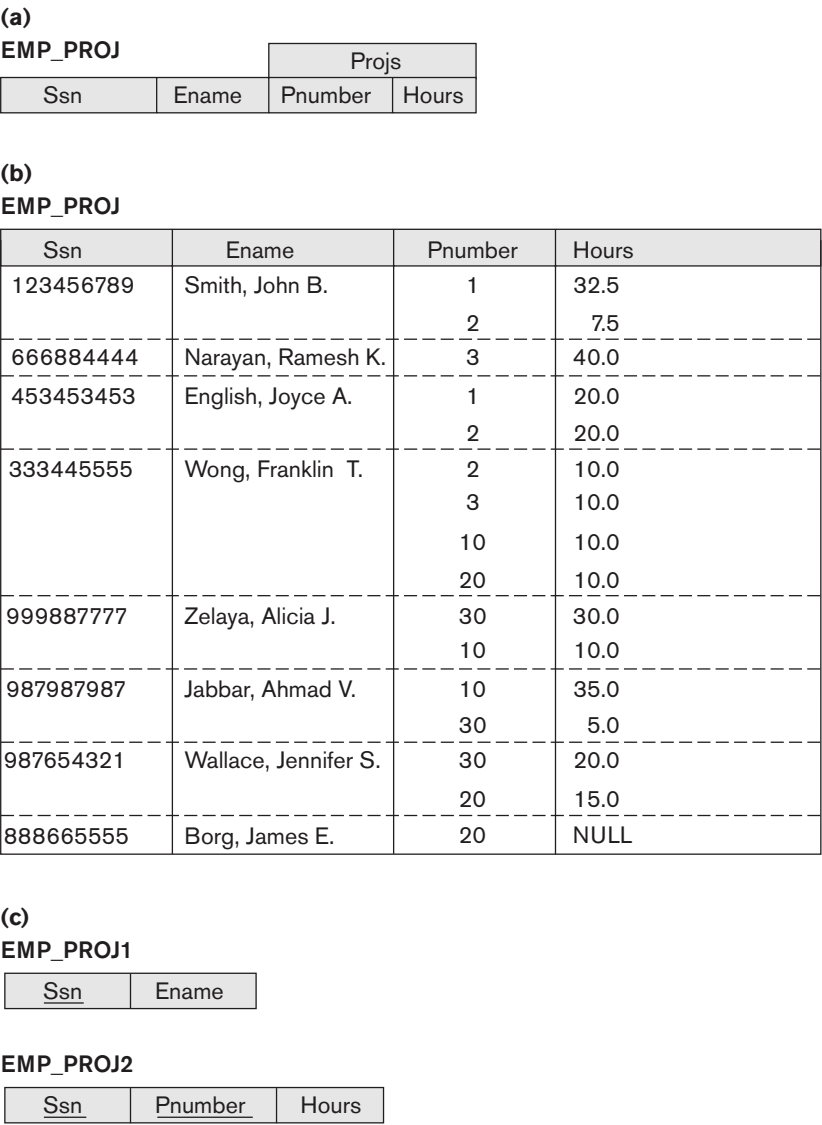 (a)
EMP_PROJ
Projs
Ssn Ename Pnumber Hours
(b)
EMP_PROJ
Ssn Ename Pnumber Hours
123456789 Smith, John B. 1 32.5
2 7.5
666884444 Narayan, Ramesh K. 3 40.0
453453453 English, Joyce A. 1 20.0
2 20.0
333445555 Wong, Franklin T. 2 10.0
3 10.0
10 10.0
20 10.0
999887777 Zelaya, Alicia J. 30 30.0
10 10.0
987987987 Jabbar, Ahmad V. 10 35.0
30 5.0
987654321 Wallace, Jennifer S. 30 20.0
20 15.0
888665555 Borg, James E. 20 NULL
(c)
EMP_PROJ1
Ssn Ename
EMP_PROJ2
Ssn Pnumber Hours